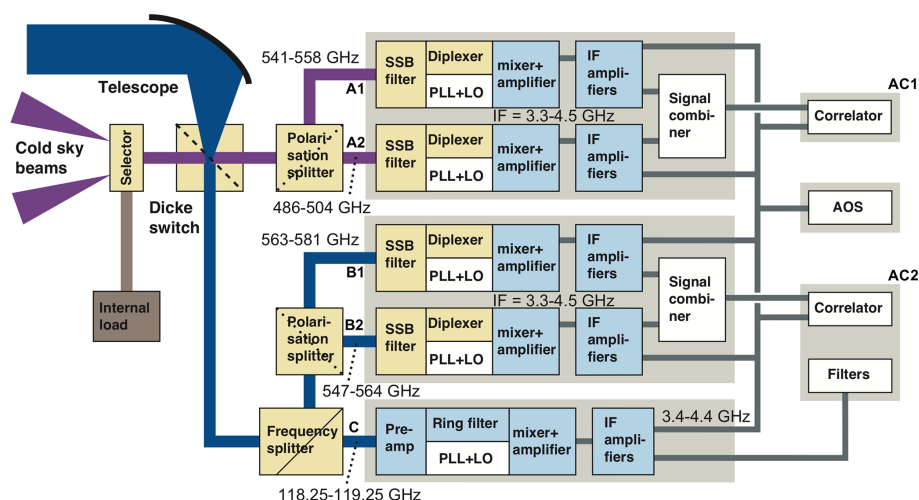 541-558 GHz
Telescope
A1
SSB
filter
Diplexer
PLL+LO
mixer+
amplifier
IF
ampli-
fiers
IF = 3.3-4.5 GHz
Signal
combi-
ner
AC1
Correlator
Cold sky
beams
Selector
Polari-
sation
splitter
A2
SSB
filter
Diplexer
PLL+LO
mixer+
amplifier
IF
ampli-
fiers
486-504 GHz
Dicke
switch
AOS
563-581 GHz
B1
SSB
filter
Diplexer
PLL+LO
mixer+
amplifier
IF
ampli-
fiers
IF = 3.3-4.5 GHz
Signal
combi-
ner
AC2
Correlator
Internal
load
Polari-
sation
splitter
B2
SSB
filter
Diplexer
PLL+LO
mixer+
amplifier
IF
ampli-
fiers
547-564 GHz
Filters
Frequency
splitter
C
Pre-
amp
Ring filter
PLL+LO
mixer+
amplifier
IF
ampli-
fiers
3.4-4.4 GHz
118.25-119.25 GHz